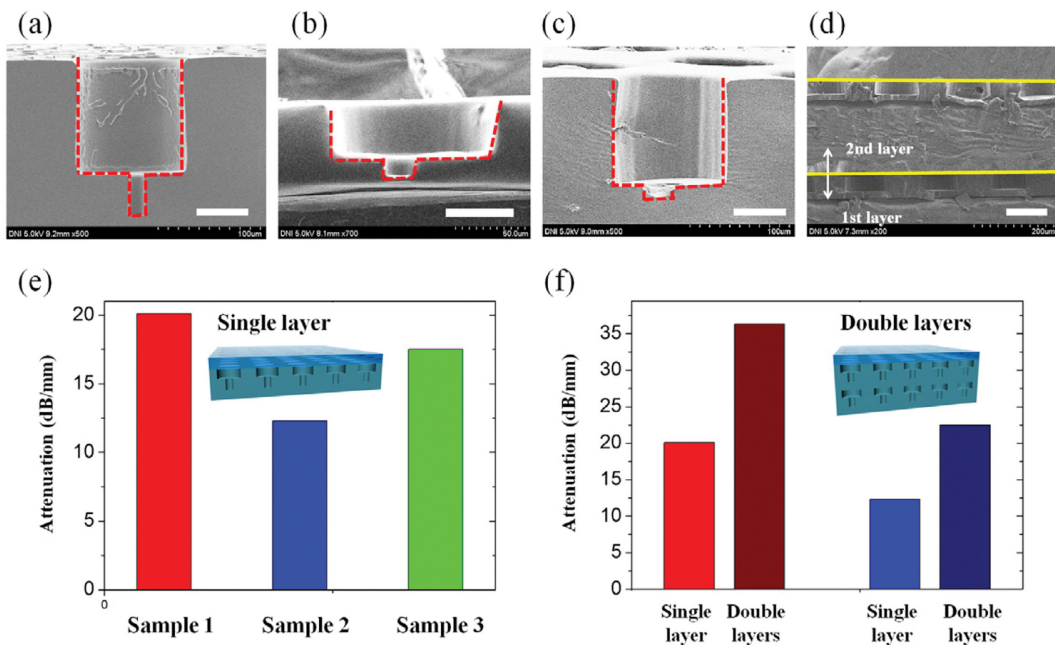 (a)
(b)
(c)
(d)
DNI 5.0kV 9.2mm x500 100um
DNI 5.0kV 8.1mm x700 50.0um
DNI 5.0kV 9.0mm x500 100um
2nd layer
1st layer
DNI 5.0kV 7.3mm x200 200um
(e)
Attenuation (dB/mm)
20
15
10
5
0
0
Single layer
Sample 1 Sample 2 Sample 3
(f)
Attenuation (dB/mm)
35
30
25
20
15
10
5
0
Double layers
Single Double Single Double
layer layers layer layers